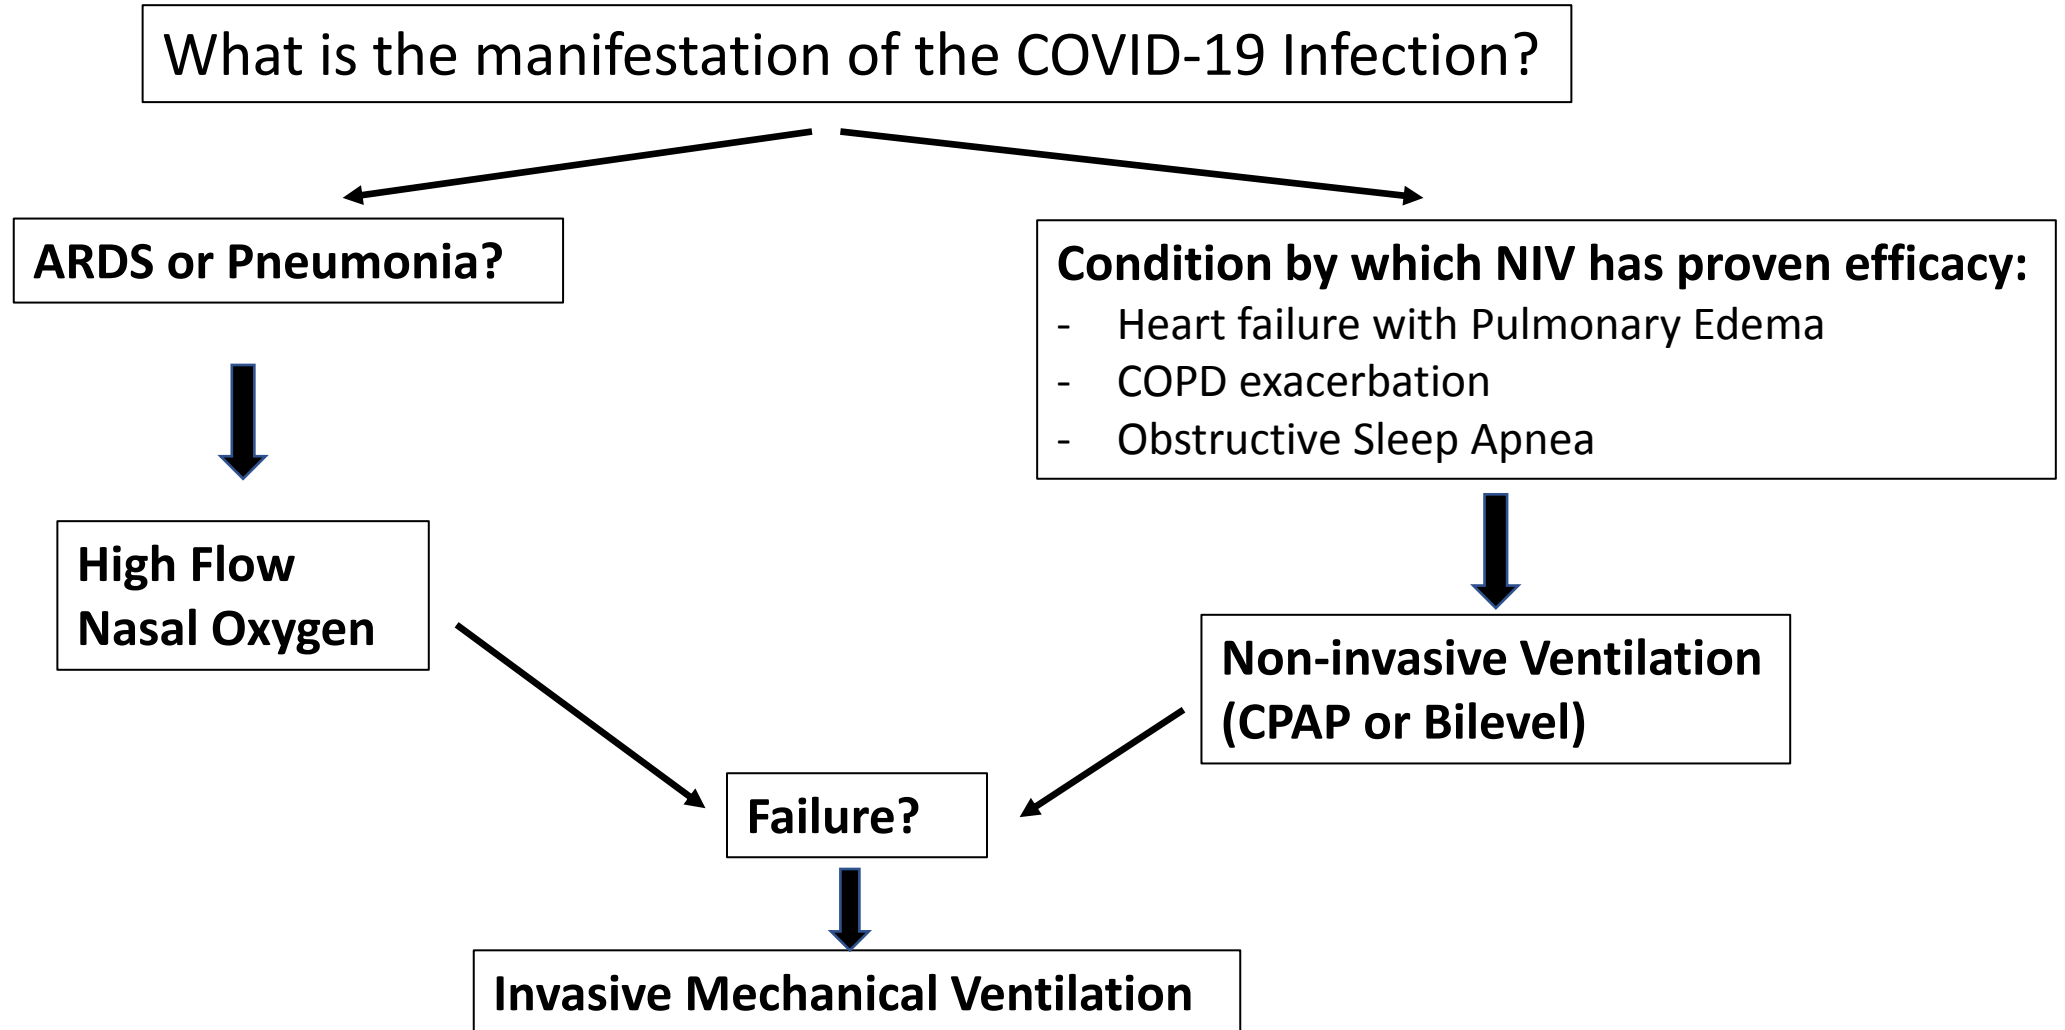 What is the manifestation of the COVID-19 Infection?
ARDS or Pneumonia?
Condition by which NIV has proven efficacy:
- Heart failure with Pulmonary Edema
- COPD exacerbation
- Obstructive Sleep Apnea
High Flow
Nasal Oxygen
Non-invasive Ventilation
(CPAP or Bilevel)
Failure?
Invasive Mechanical Ventilation